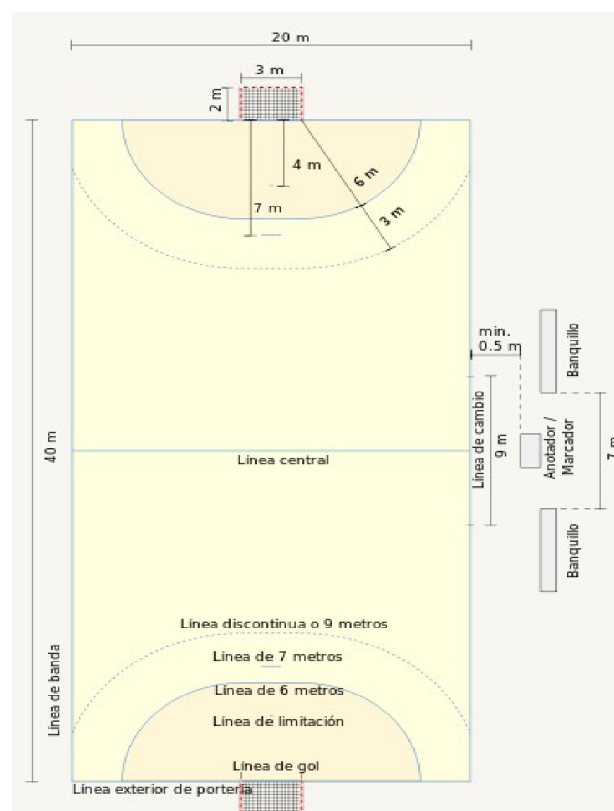 20 m
3 m
2 m
4 m
6 m
7 m
3 m
min.
0.5 m
Banquillo
Línea de cambio
9 m
Anotador /
Marcador
7 m
40 m
Línea central
Banquillo
Línea discontinua o 9 metros
Línea de banda
Línea de 7 metros
Línea de 6 metros
Línea de limitación
Línea de gol
Línea exterior de portería